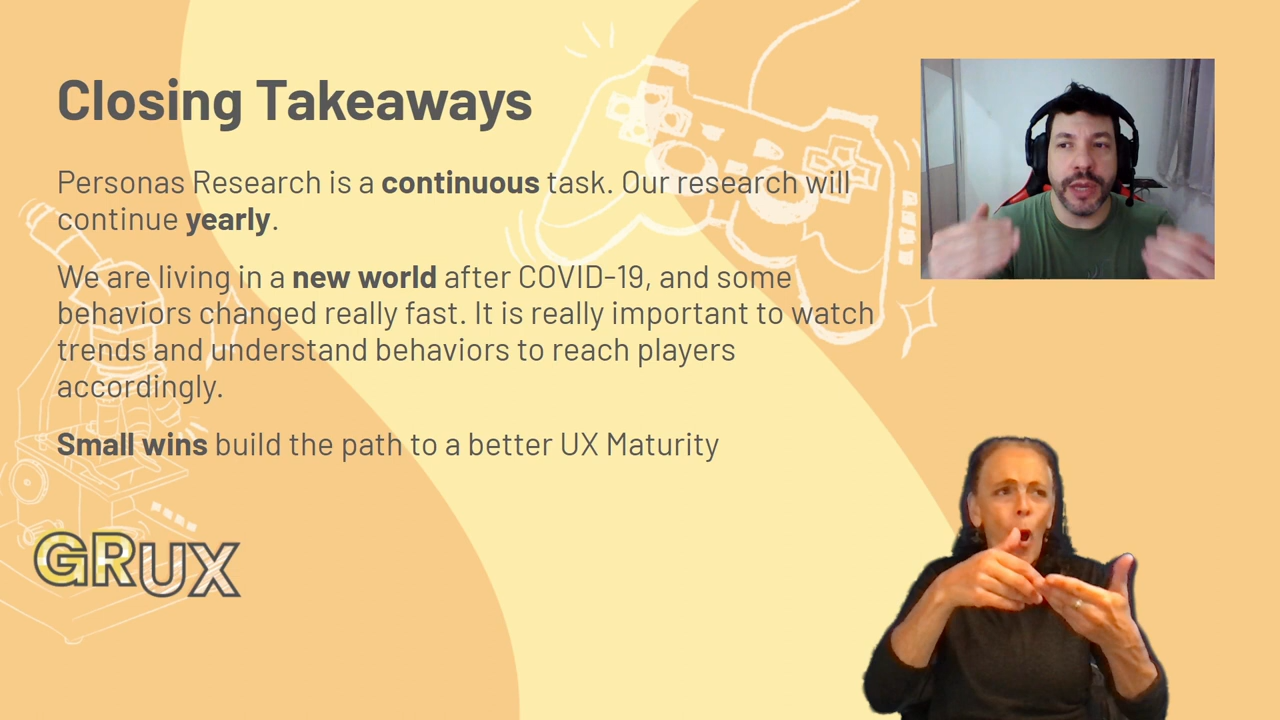 Closing Takeaways
Personas Research is a continuous task. Our research will
continue yearly.
We are living in a new world after COVID-19, and some
behaviors changed really fast. It is really important to watch
trends and understand behaviors to reach players
accordingly.
Small wins build the path to a better UX Maturity
GRUX